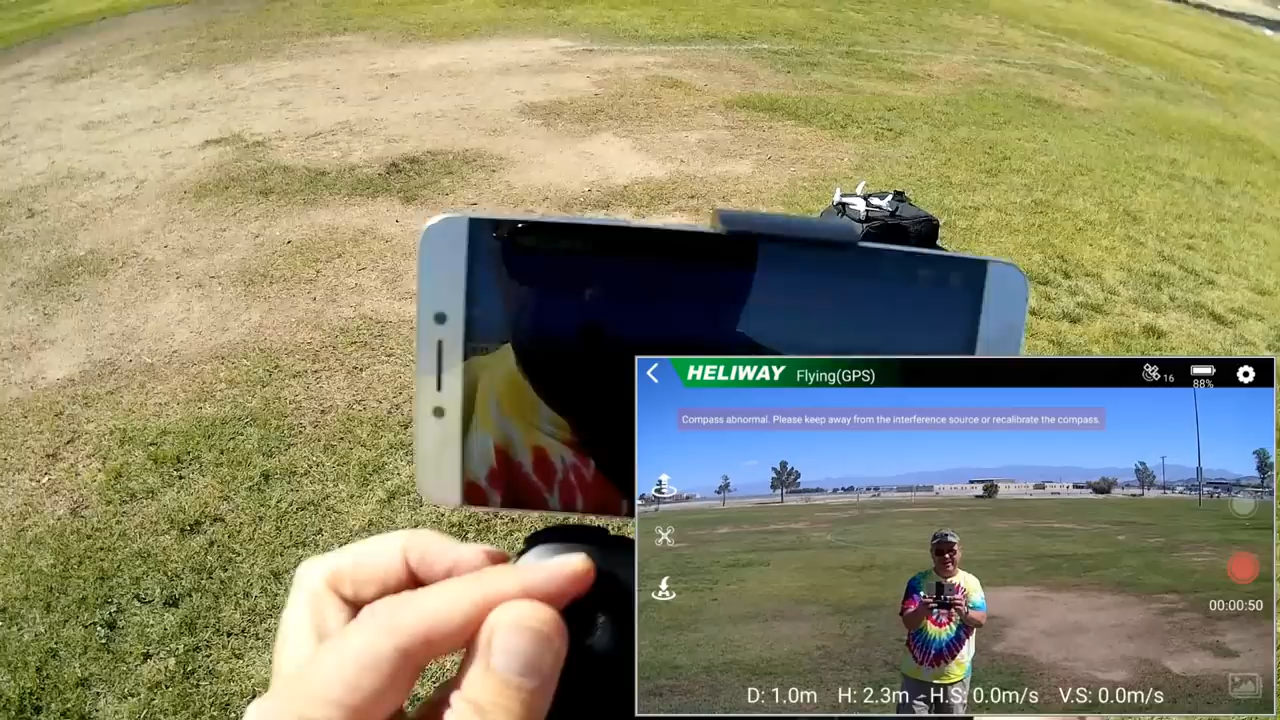 HELIWAY Flying(GPS) 16 88%
Compass abnormal. Please keep away from the interference source or recalibrate the compass.
00:00:50
D: 1.0m H: 2.3m H.S: 0.0m/s V.S: 0.0m/s